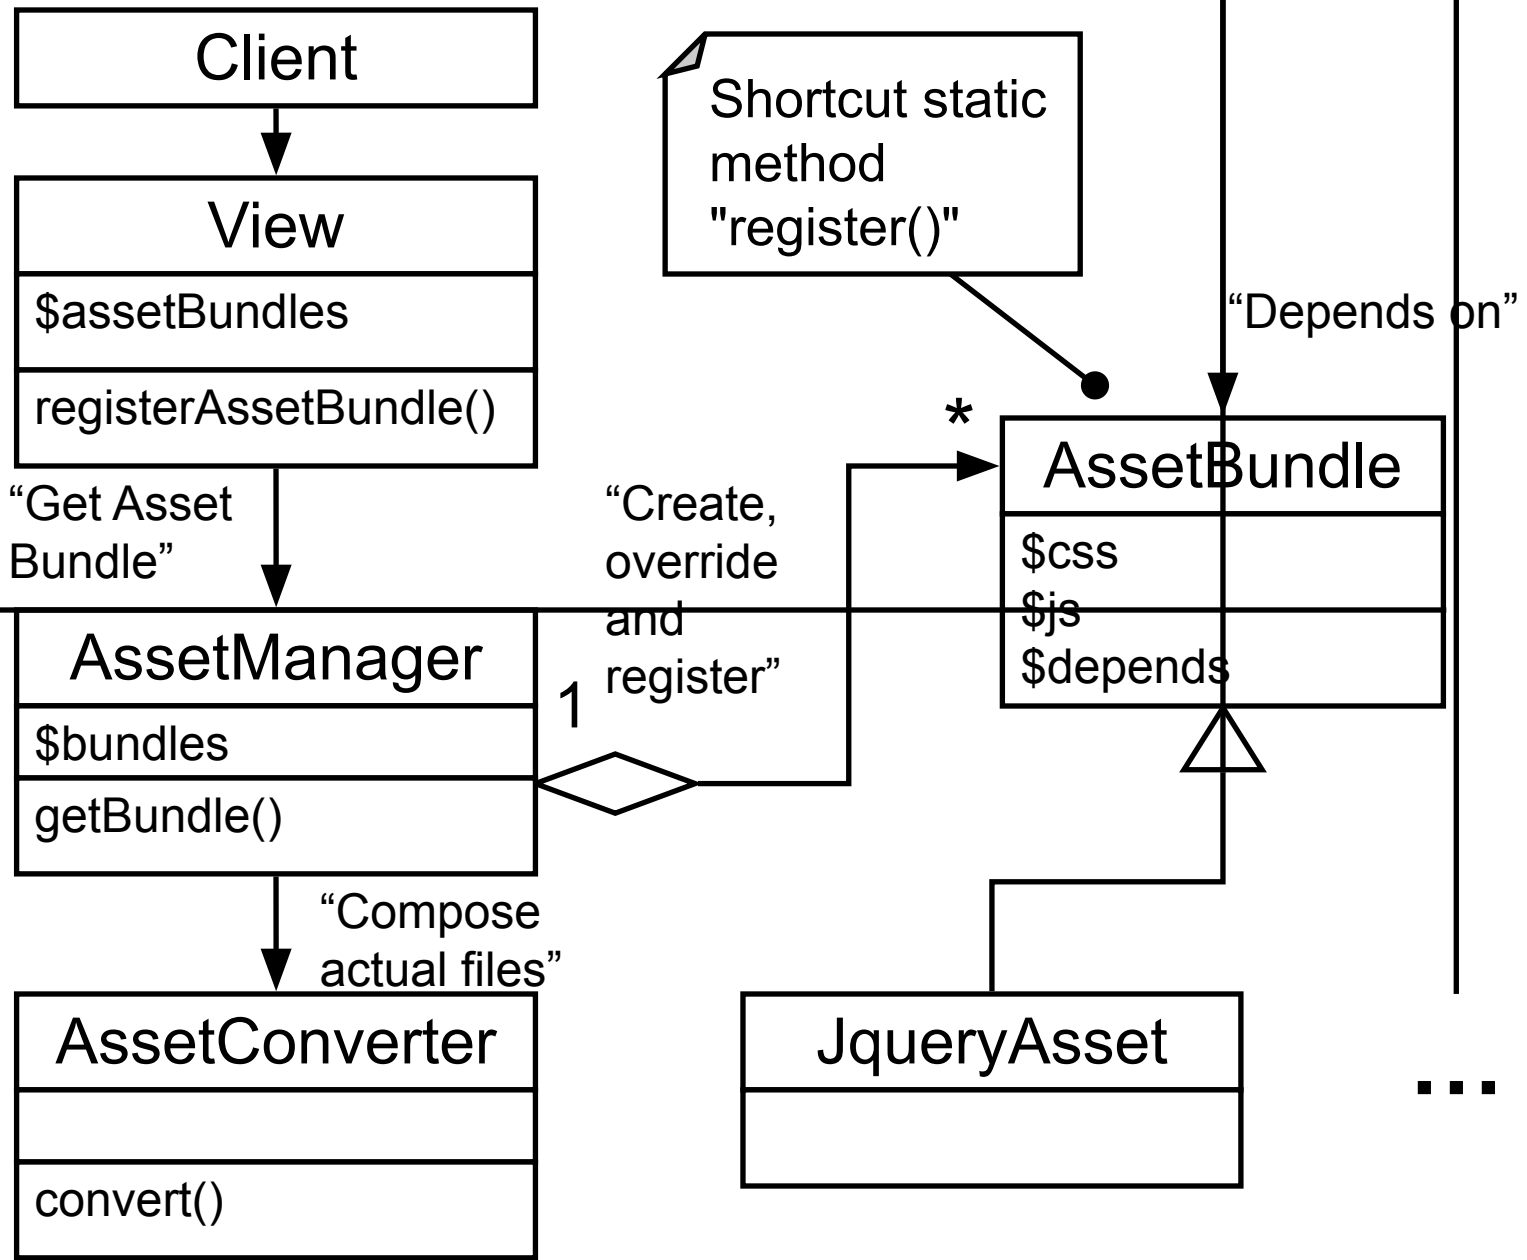 Client
View
$assetBundles
registerAssetBundle()
“Get Asset
Bundle”
AssetManager
$bundles
getBundle()
“Compose
actual files”
AssetConverter
convert()
Shortcut static
method
"register()"
“Depends on”
*
“Create,
override
and
register”
1
AssetBundle
$css
$js
$depends
JqueryAsset
...